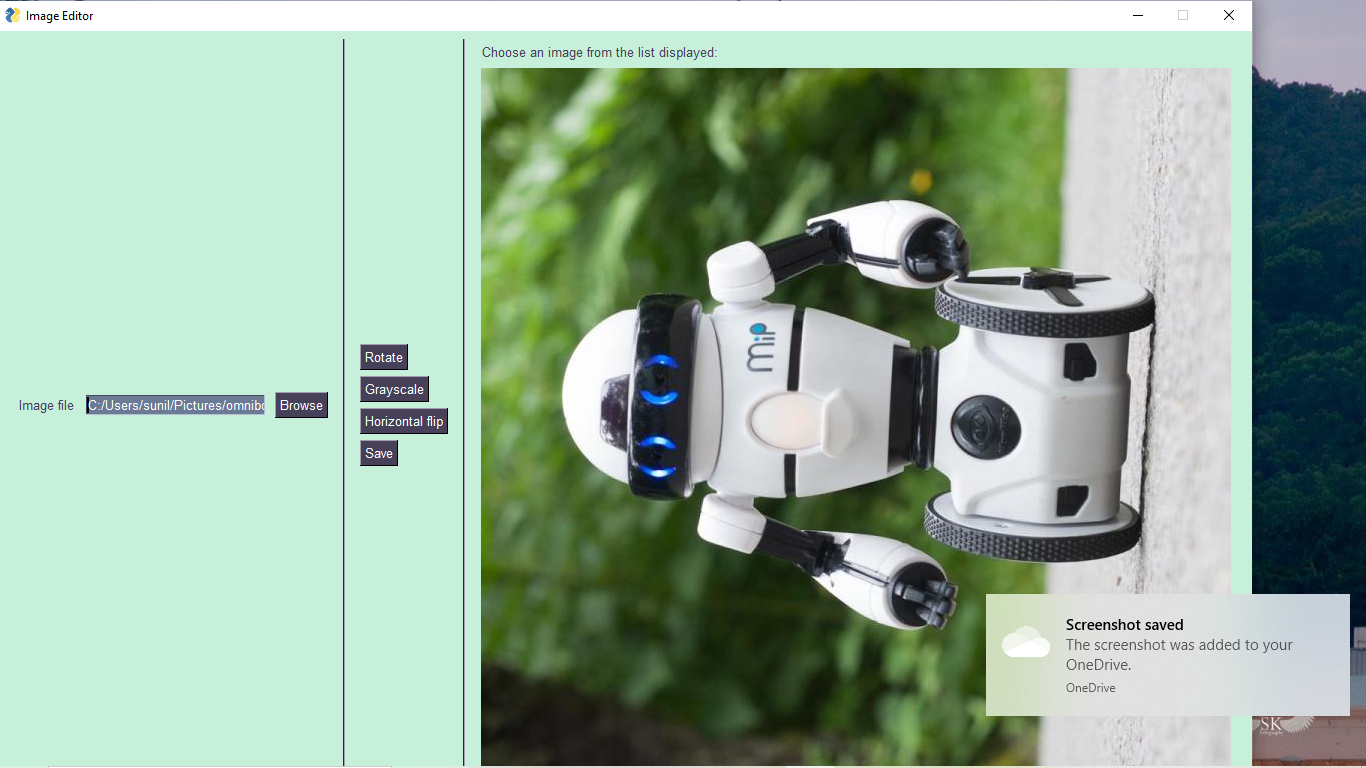 Image Editor
Choose an image from the list displayed:
Image file
C:/Users/sunil/Pictures/omnibo
Browse
Rotate
Grayscale
Horizontal flip
Save
MiP
Screenshot saved
The screenshot was added to your
OneDrive.
OneDrive
SK